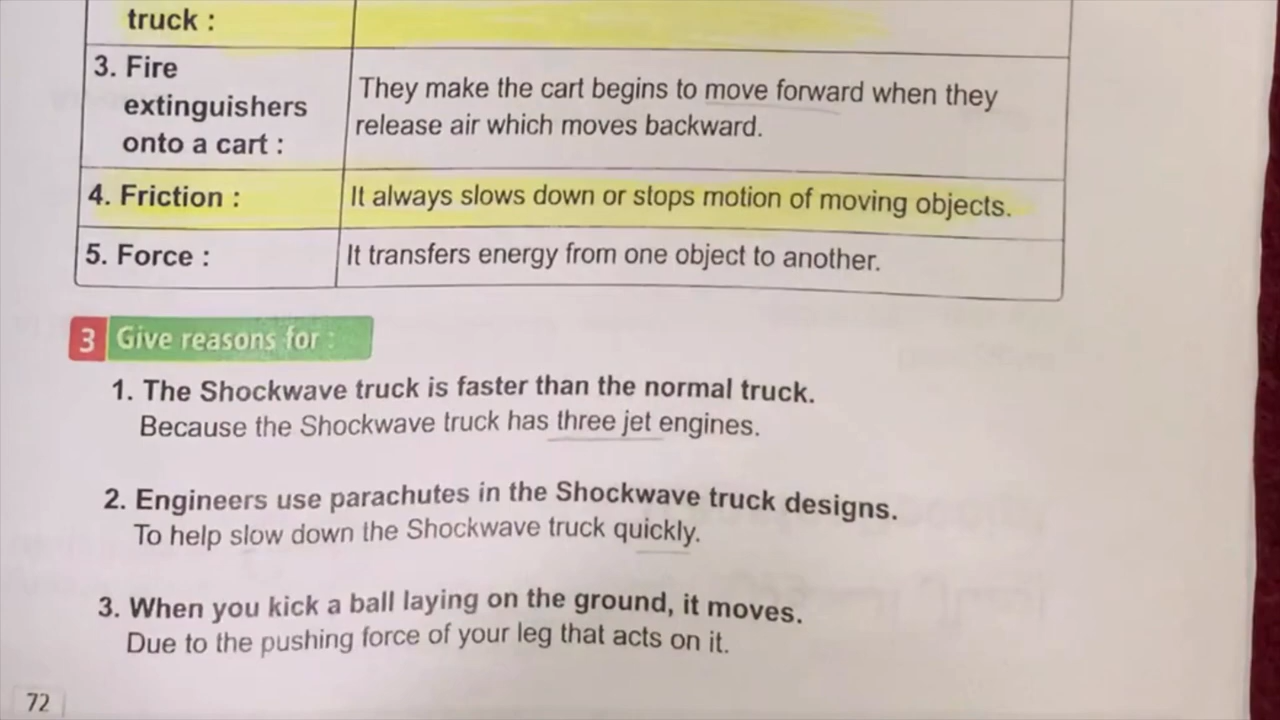 truck :
3. Fire
extinguishers
onto a cart :
They make the cart begins to move forward when they
release air which moves backward.
4. Friction :
It always slows down or stops motion of moving objects.
5. Force :
It transfers energy from one object to another.
3 Give reasons for :
1. The Shockwave truck is faster than the normal truck.
Because the Shockwave truck has three jet engines.
2. Engineers use parachutes in the Shockwave truck designs.
To help slow down the Shockwave truck quickly.
3. When you kick a ball laying on the ground, it moves.
Due to the pushing force of your leg that acts on it.
72